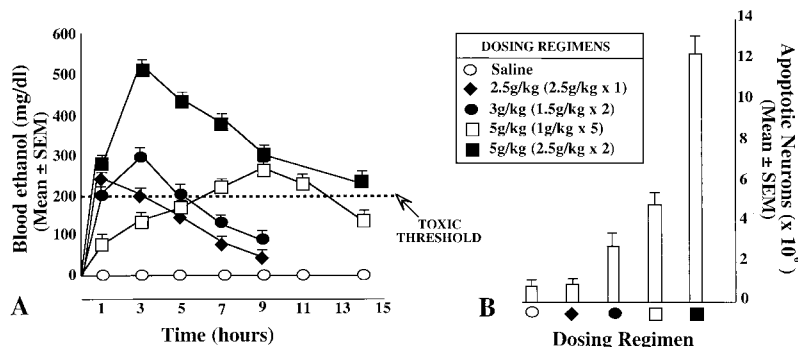 600
500
400
300
200
100
0
Blood ethanol (mg/dl)
(Mean ± SEM)
TOXIC
THRESHOLD
1 3 5 7 9 11 13 15
A
Time (hours)
DOSING REGIMENS
Saline
2.5g/kg (2.5g/kg x 1)
3g/kg (1.5g/kg x 2)
5g/kg (1g/kg x 5)
5g/kg (2.5g/kg x 2)
14
12
10
8
6
4
2
0
Apoptotic Neurons (x 10
(Mean ± SEM)
B
Dosing Regimen